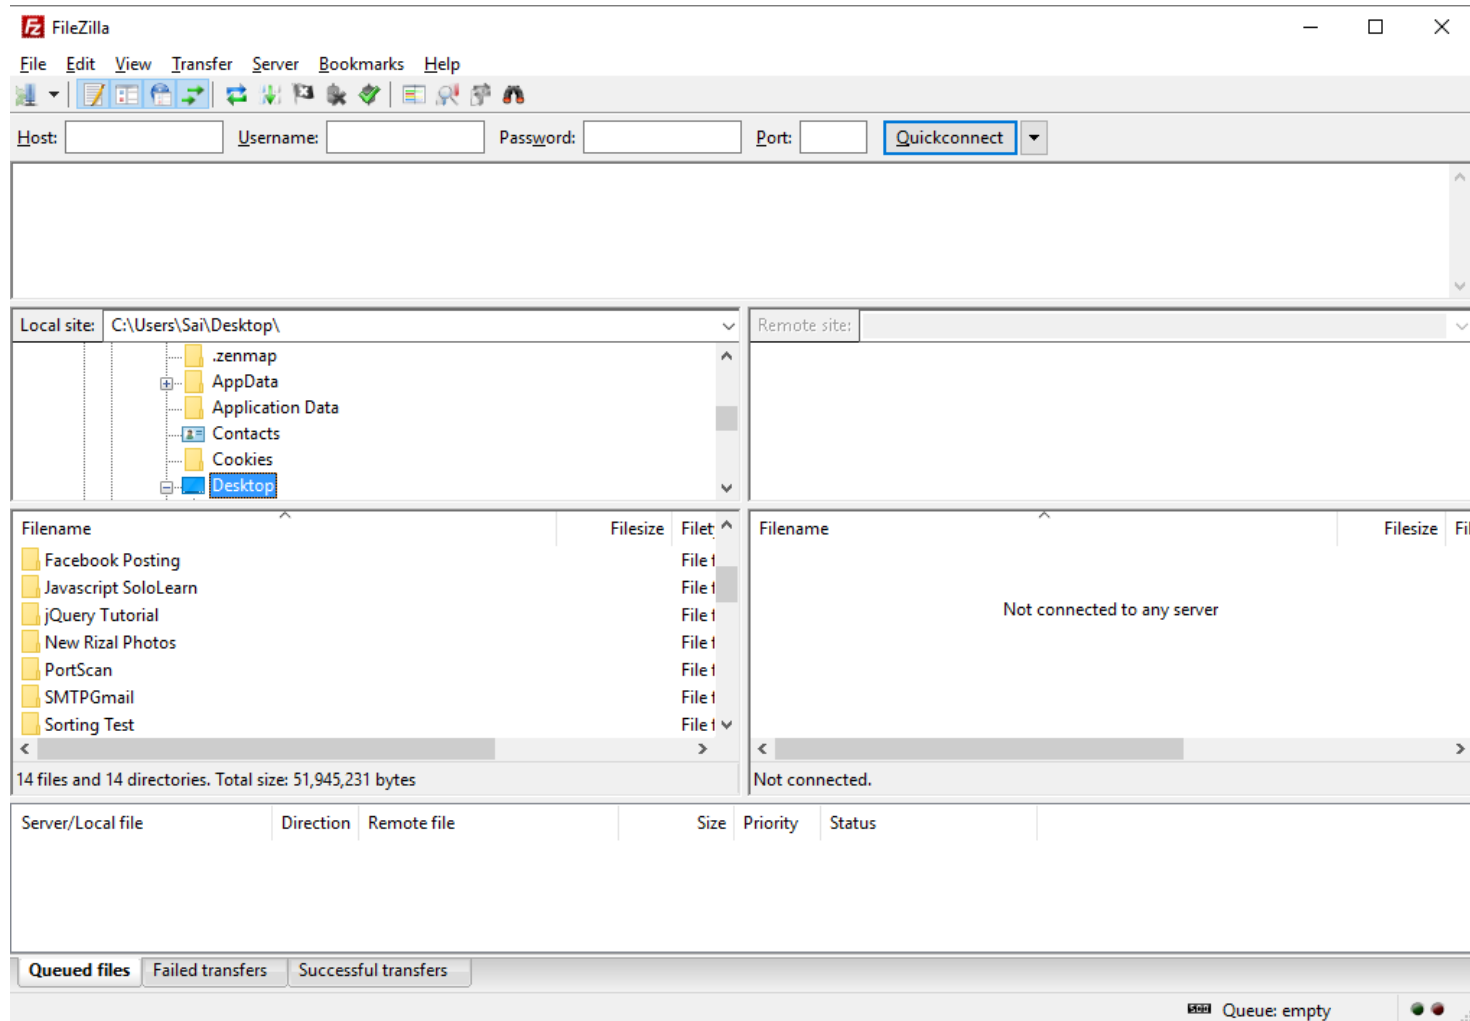 FileZilla
File Edit View Transfer Server Bookmarks Help
Host: Username: Password: Port: Quickconnect
Local site: C:\Users\Sai\Desktop\
Remote site:
.zenmap
AppData
Application Data
Contacts
Cookies
Desktop
Filename Filesize
Facebook Posting
Javascript SoloLearn
jQuery Tutorial
New Rizal Photos
PortScan
SMTPGmail
Sorting Test
14 files and 14 directories. Total size: 51,945,231 bytes
Filename Filesize
Not connected to any server
Not connected.
Server/Local file Direction Remote file Size Priority Status
Queued files Failed transfers Successful transfers
Queue: empty